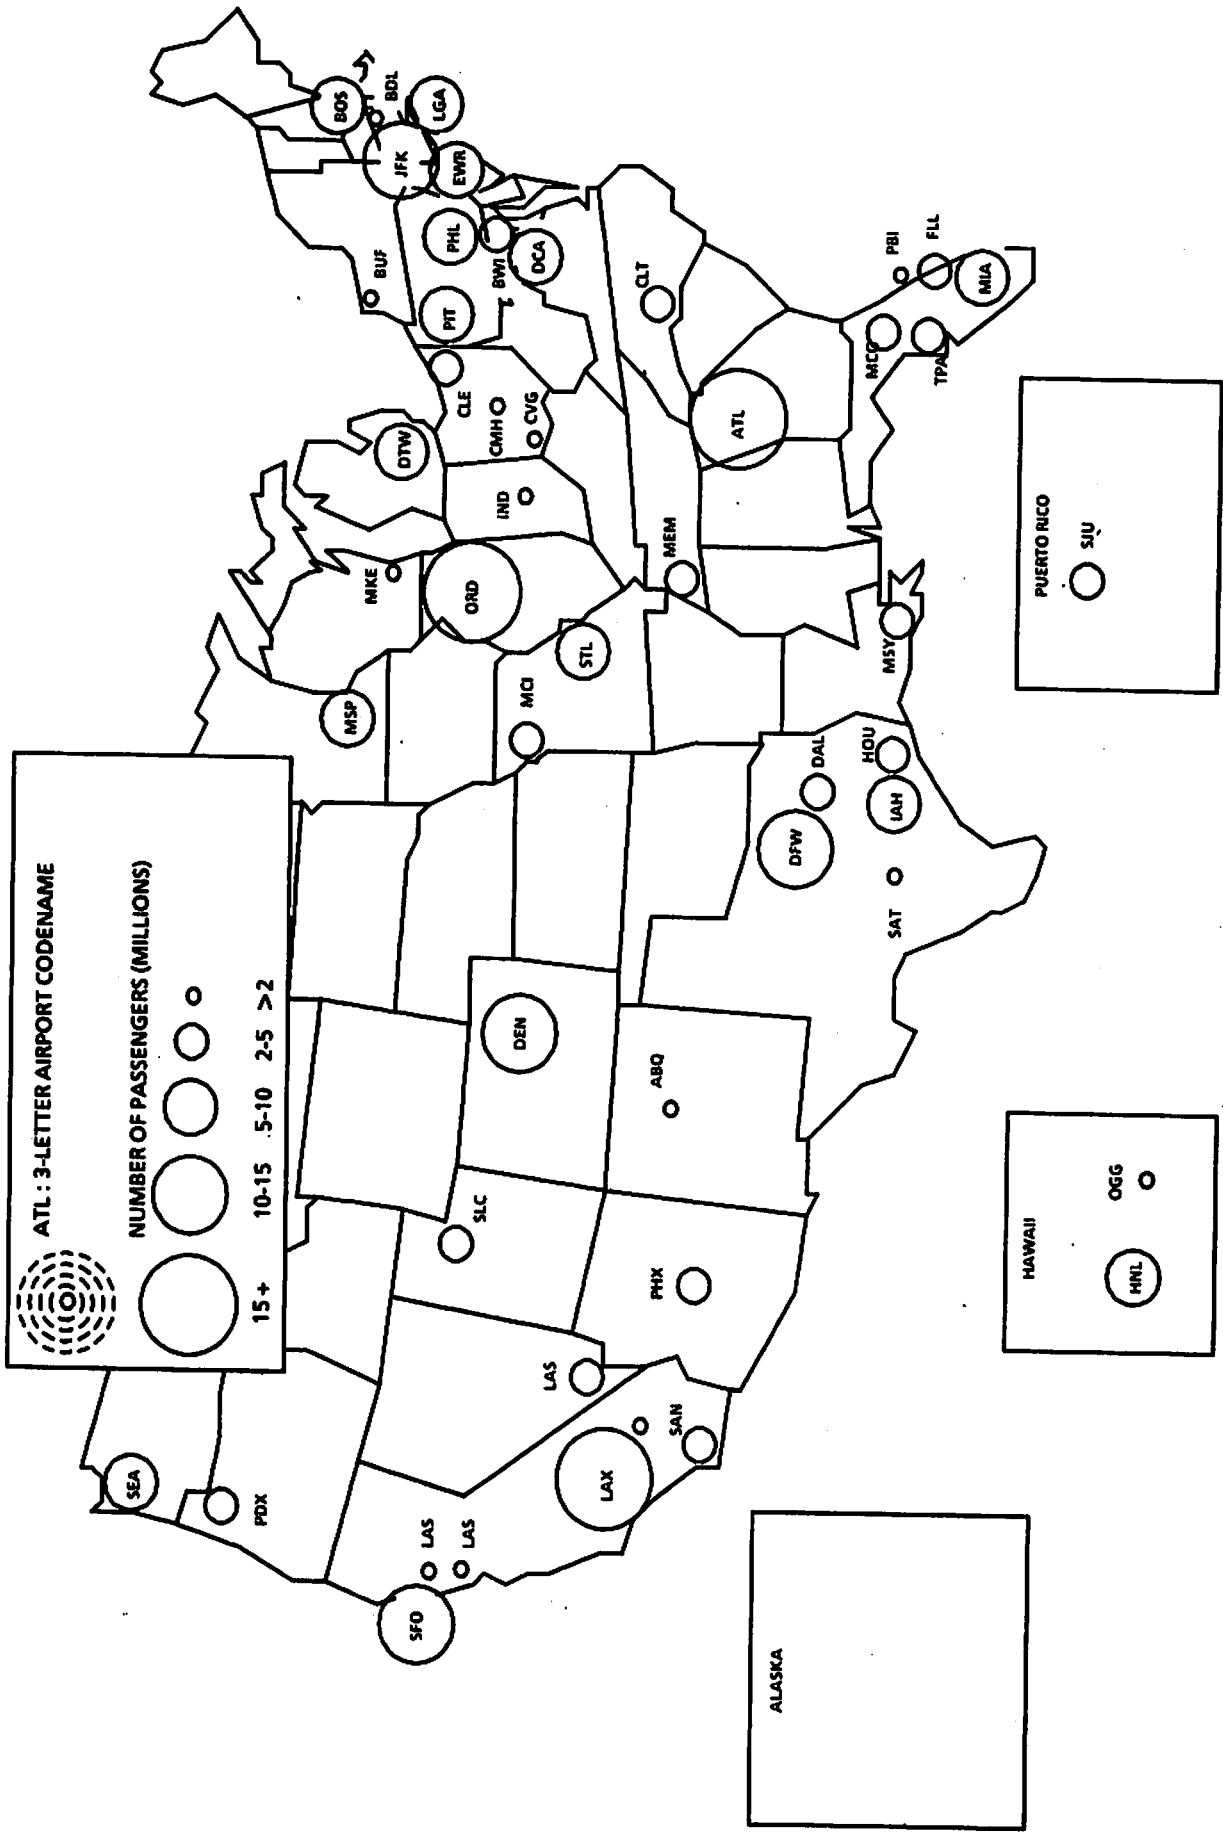 ATL : 3-LETTER AIRPORT CODENAME
NUMBER OF PASSENGERS (MILLIONS)
15+ 10-15 .5-10 2-5 >2
SEA
PDX
SFO
LAS
LAS
LAX
SAN
LAS
SLC
PHX
DEN
ABQ
MSP
MCI
STL
DFW
DAL
SAT
IAH
HOU
MSY
MKE
ORD
IND
MEM
DTW
CLE
CMH
CVG
ATL
CLT
BUF
PIT
PHL
BWI
DCA
BOS
BDL
JFK
LGA
EWR
MCO
TPA
PBI
FLL
MIA
ALASKA
HAWAII
HNL
OGG
PUERTO RICO
SJU